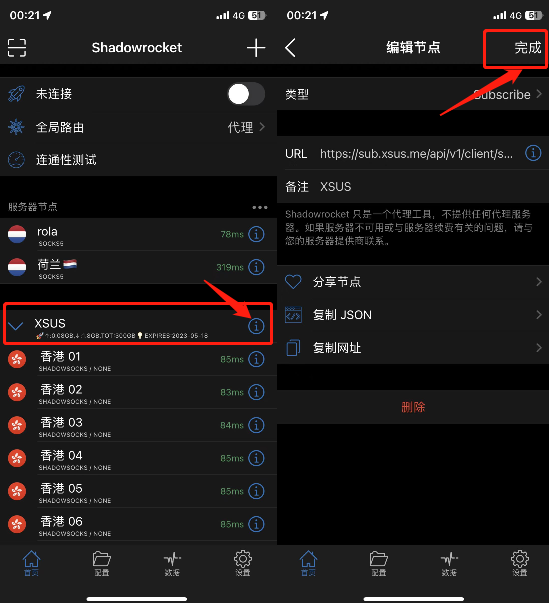 00:21
4G
51
Shadowrocket
未连接
全局路由
代理
连通性测试
服务器节点
rola
SOCKS5
78ms
荷兰
SOCKS5
319ms
XSUS
EXPIRES:2023-05-18
香港 01
SHADOWSOCKS / NONE
85ms
香港 02
SHADOWSOCKS / NONE
83ms
香港 03
SHADOWSOCKS / NONE
84ms
香港 04
SHADOWSOCKS / NONE
85ms
香港 05
SHADOWSOCKS / NONE
85ms
香港 06
SHADOWSOCKS / NONE
85ms
首页
配置
数据
设置
00:21
4G
51
编辑节点
完成
类型
Subscribe
URL
https://sub.xsus.me/api/v1/client/s...
备注
XSUS
Shadowrocket 只是一个代理工具，不提供任何代理服务
器。如果服务器不可用或与服务器续费有关的问题，请与
您的服务器提供商联系。
分享节点
复制 JSON
复制网址
删除
首页
配置
数据
设置